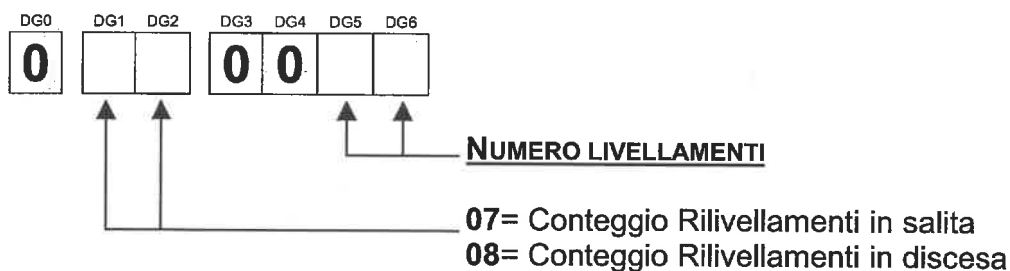 DG0 DG1 DG2 DG3 DG4 DG5 DG6
0 0 0
NUMERO LIVELLAMENTI
07= Conteggio Rilivellamenti in salita
08= Conteggio Rilivellamenti in discesa